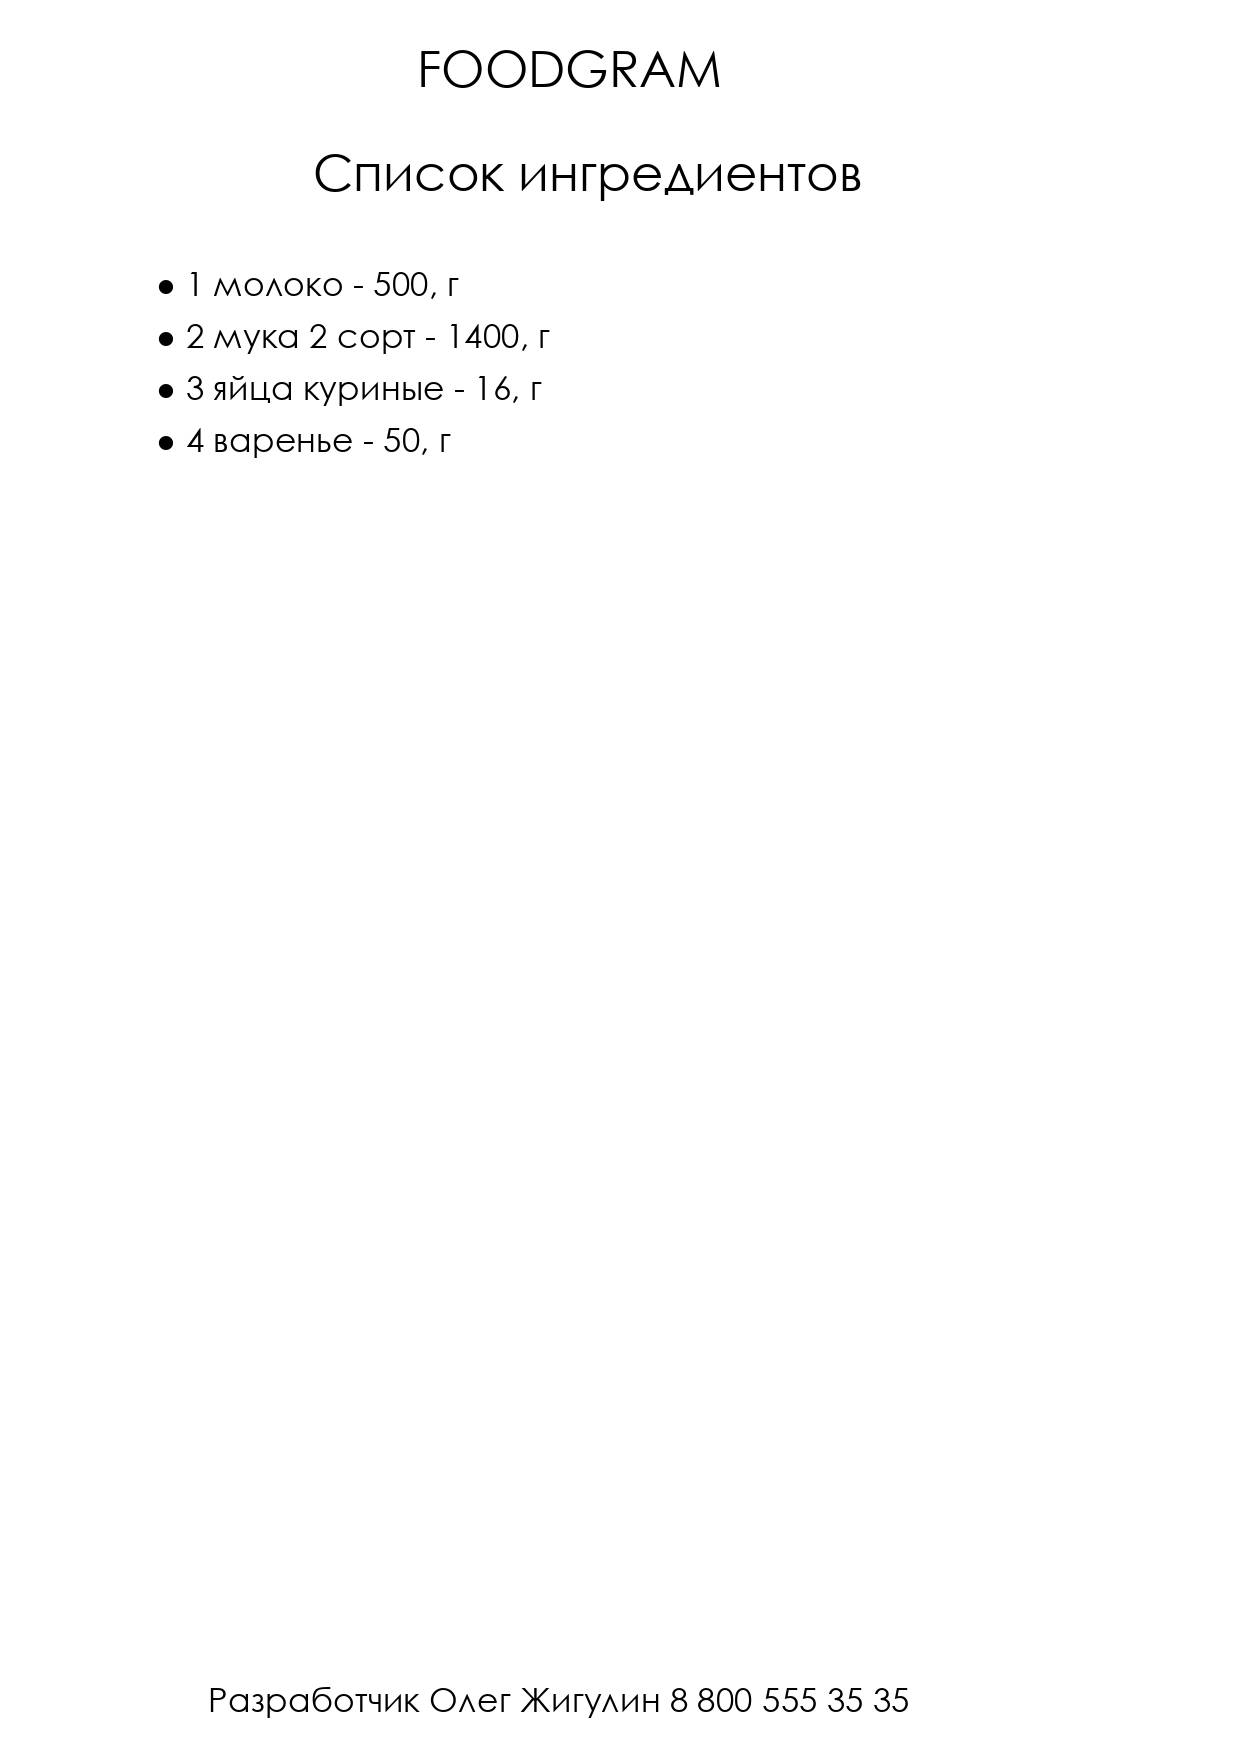 FOODGRAM
Список ингредиентов
● 1 молоко - 500, г
● 2 мука 2 сорт - 1400, г
● 3 яйца куриные - 16, г
● 4 варенье - 50, г
Разработчик Олег Жигулин 8 800 555 35 35